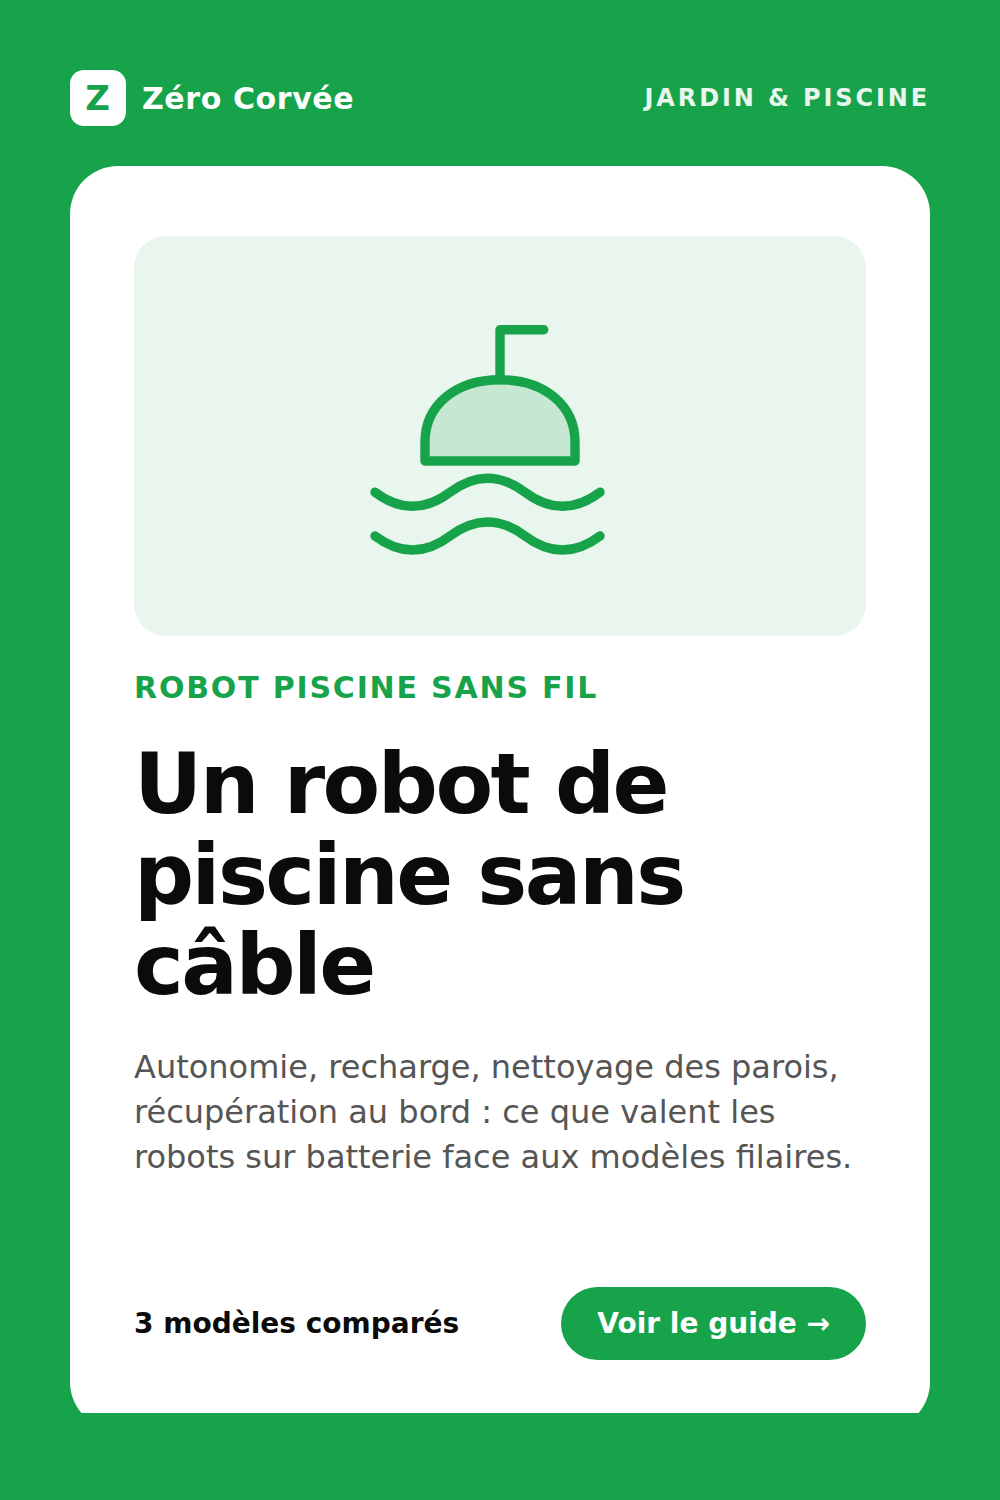 Z Zéro Corvée
JARDIN & PISCINE
ROBOT PISCINE SANS FIL
Un robot de
piscine sans
câble
Autonomie, recharge, nettoyage des parois,
récupération au bord : ce que valent les
robots sur batterie face aux modèles filaires.
3 modèles comparés
Voir le guide →